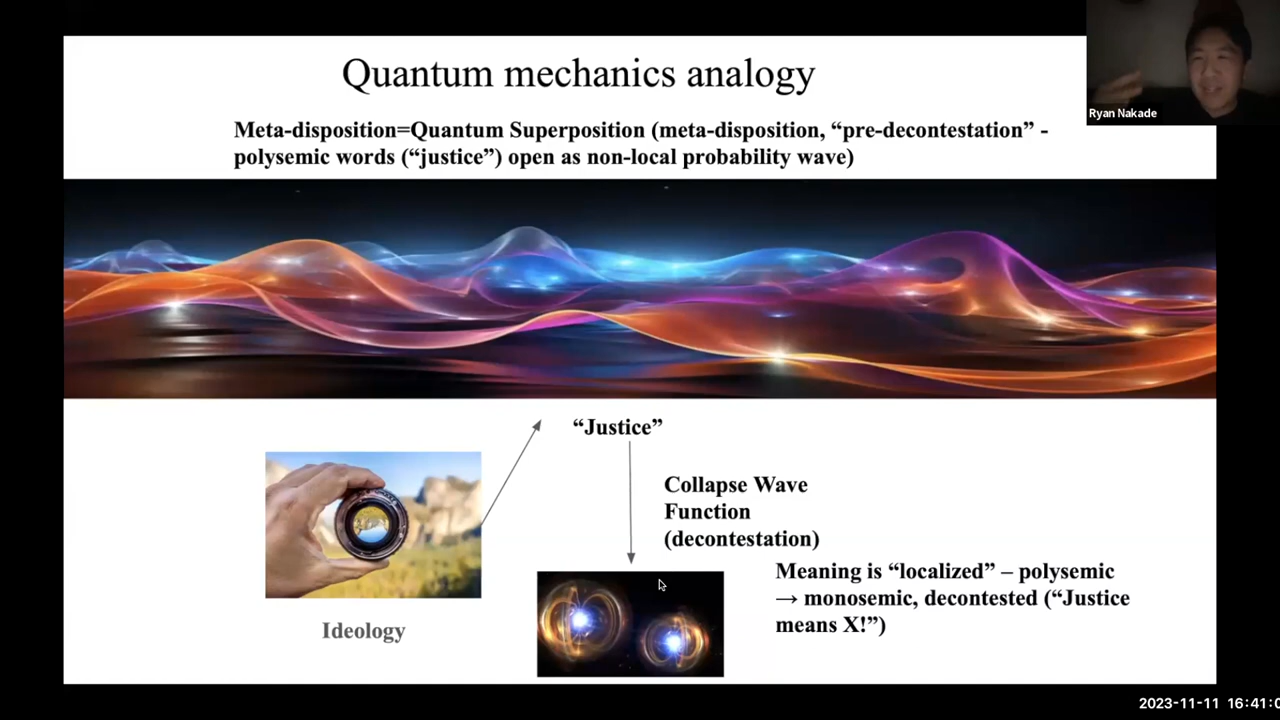 Quantum mechanics analogy
Ryan Nakade
Meta-disposition=Quantum Superposition (meta-disposition, “pre-decontestation” -
polysemic words (“justice”) open as non-local probability wave)
“Justice”
Collapse Wave
Function
(decontestation)
Meaning is “localized” – polysemic
→ monosemic, decontested (“Justice
means X!”)
Ideology
2023-11-11 16:41:0